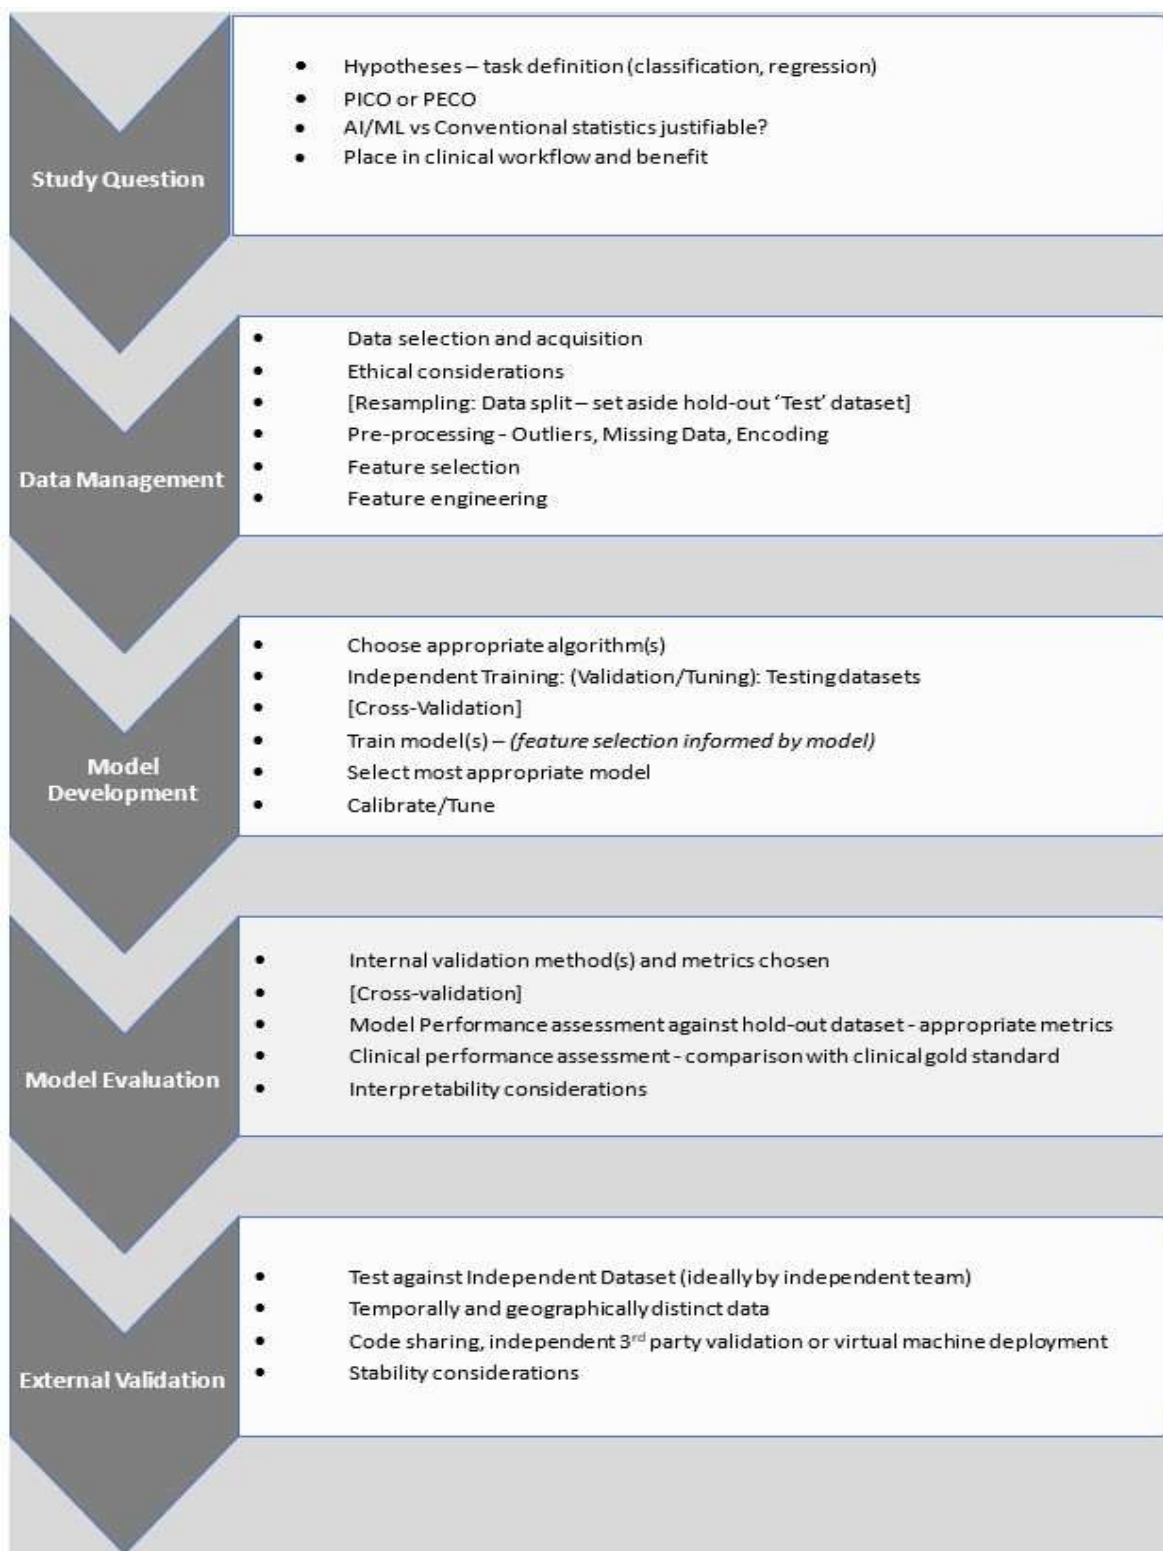 Study Question
• Hypotheses – task definition (classification, regression)
• PICO or PECO
• AI/ML vs Conventional statistics justifiable?
• Place in clinical workflow and benefit
Data Management
• Data selection and acquisition
• Ethical considerations
• [Resampling: Data split – set aside hold-out ‘Test’ dataset]
• Pre-processing - Outliers, Missing Data, Encoding
• Feature selection
• Feature engineering
Model
Development
• Choose appropriate algorithm(s)
• Independent Training: (Validation/Tuning): Testing datasets
• [Cross-Validation]
• Train model(s) – (feature selection informed by model)
• Select most appropriate model
• Calibrate/Tune
Model Evaluation
• Internal validation method(s) and metrics chosen
• [Cross-validation]
• Model Performance assessment against hold-out dataset - appropriate metrics
• Clinical performance assessment - comparison with clinical gold standard
• Interpretability considerations
External Validation
• Test against Independent Dataset (ideally by independent team)
• Temporally and geographically distinct data
• Code sharing, independent 3rd party validation or virtual machine deployment
• Stability considerations